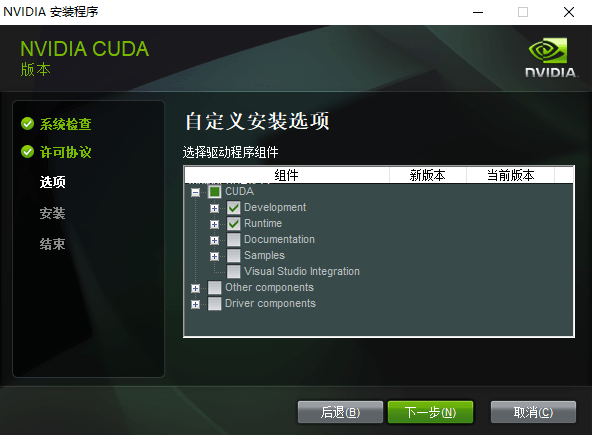 NVIDIA 安装程序
NVIDIA CUDA
版本
NVIDIA.
系统检查
许可协议
选项
安装
结束
自定义安装选项
选择驱动程序组件
组件 新版本 当前版本
CUDA
Development
Runtime
Documentation
Samples
Visual Studio Integration
Other components
Driver components
后退(B) 下一步(N) 取消(C)